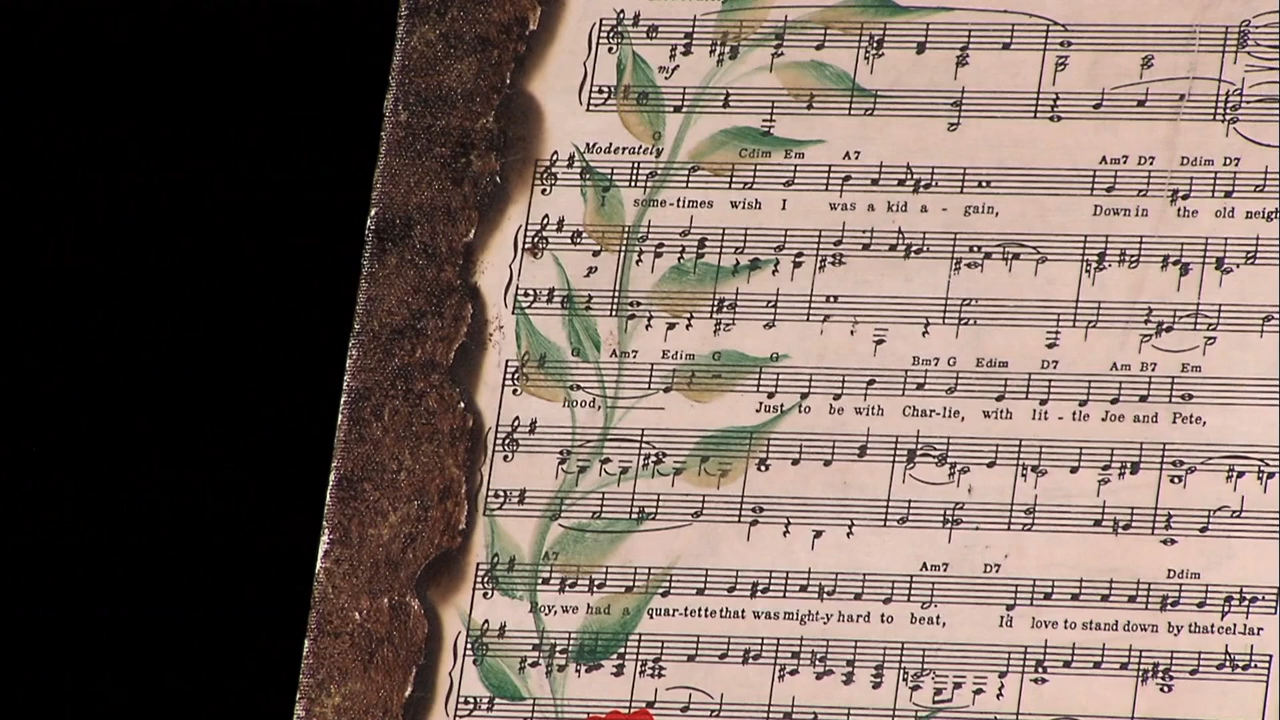 mf
G
Moderately Cdim Em A7 Am7 D7 Ddim D7
I some-times wish I was a kid a - gain, Down in the old neigh
p
G Am7 Edim G G Bm7 G Edim D7 Am B7 Em
hood, Just to be with Char-lie, with lit - tle Joe and Pete,
A7 Am7 D7 Ddim
Boy, we had a quar-tette that was might-y hard to beat, I'd love to stand down by that cel-lar